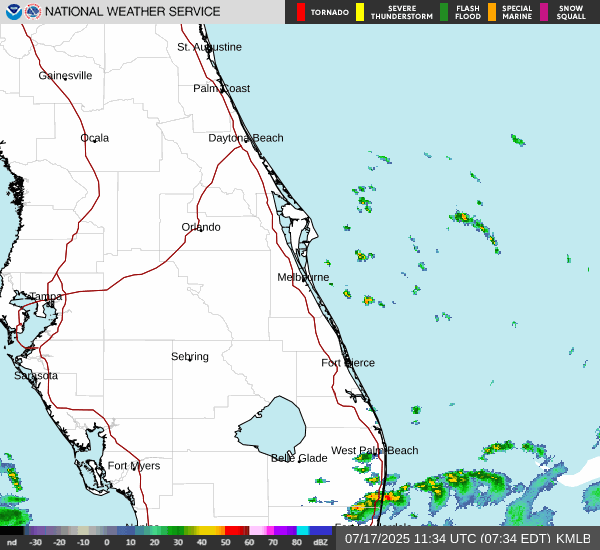 NATIONAL WEATHER SERVICE
TORNADO
SEVERE
THUNDERSTORM
FLASH
FLOOD
SPECIAL
MARINE
SNOW
SQUALL
St. Augustine
Gainesville
Palm Coast
Ocala
Daytona Beach
Orlando
Melbourne
Tampa
Sebring
Fort Pierce
Sarasota
West Palm Beach
Belle Glade
Fort Myers
nd -30 -20 -10 0 10 20 30 40 50 60 70 80 dBZ
07/17/2025 11:34 UTC (07:34 EDT) KMLB